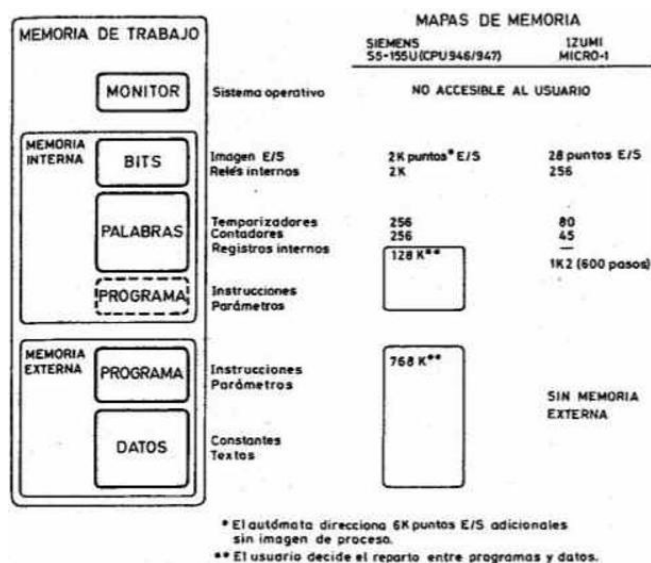 MAPAS DE MEMORIA
MEMORIA DE TRABAJO
SIEMENS
S5-155U(CPU 946/947)
IZUMI
MICRO-1
MONITOR
Sistema operativo
NO ACCESIBLE AL USUARIO
MEMORIA
INTERNA
BITS
Imagen E/S
Relés internos
2K puntos* E/S
2K
28 puntos E/S
256
PALABRAS
Temporizadores
Contadores
Registros internos
256
256
128 K**
80
45
—
1K2 (600 pasos)
PROGRAMA
Instrucciones
Parámetros
MEMORIA
EXTERNA
PROGRAMA
Instrucciones
Parámetros
768 K**
SIN MEMORIA
EXTERNA
DATOS
Constantes
Textos
* El autómata direcciona 6K puntos E/S adicionales
sin imagen de proceso.
** El usuario decide el reparto entre programas y datos.